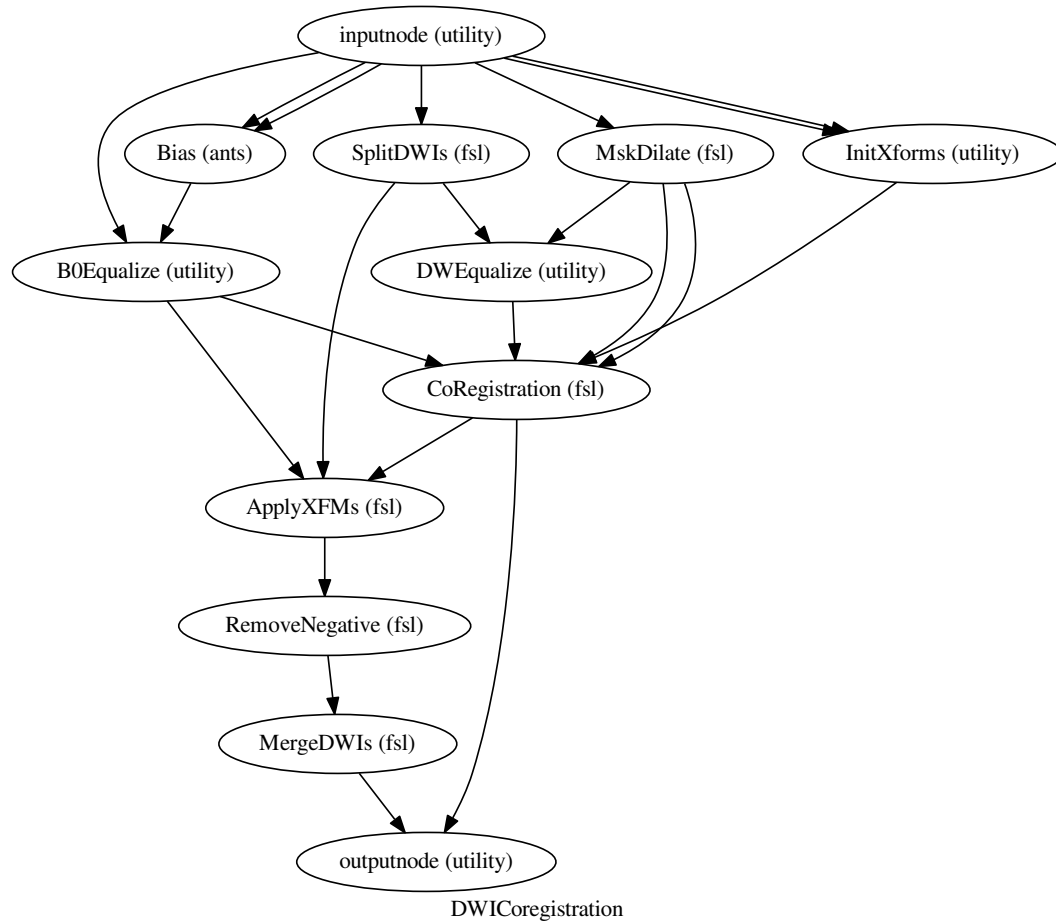 inputnode (utility)
Bias (ants)
SplitDWIs (fsl)
MskDilate (fsl)
InitXforms (utility)
B0Equalize (utility)
DWEqualize (utility)
CoRegistration (fsl)
ApplyXFMs (fsl)
RemoveNegative (fsl)
MergeDWIs (fsl)
outputnode (utility)
DWICoregistration